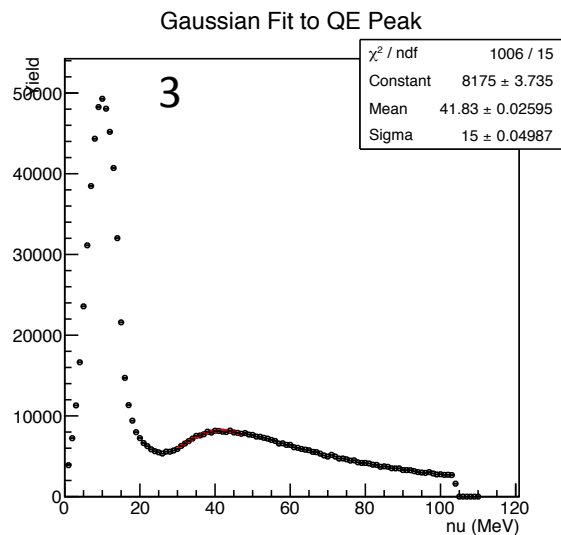 Gaussian Fit to QE Peak
χ² / ndf 1006 / 15
Constant 8175 ± 3.735
Mean 41.83 ± 0.02595
Sigma 15 ± 0.04987
3
Yield
50000
40000
30000
20000
10000
0
0 20 40 60 80 100 120
nu (MeV)